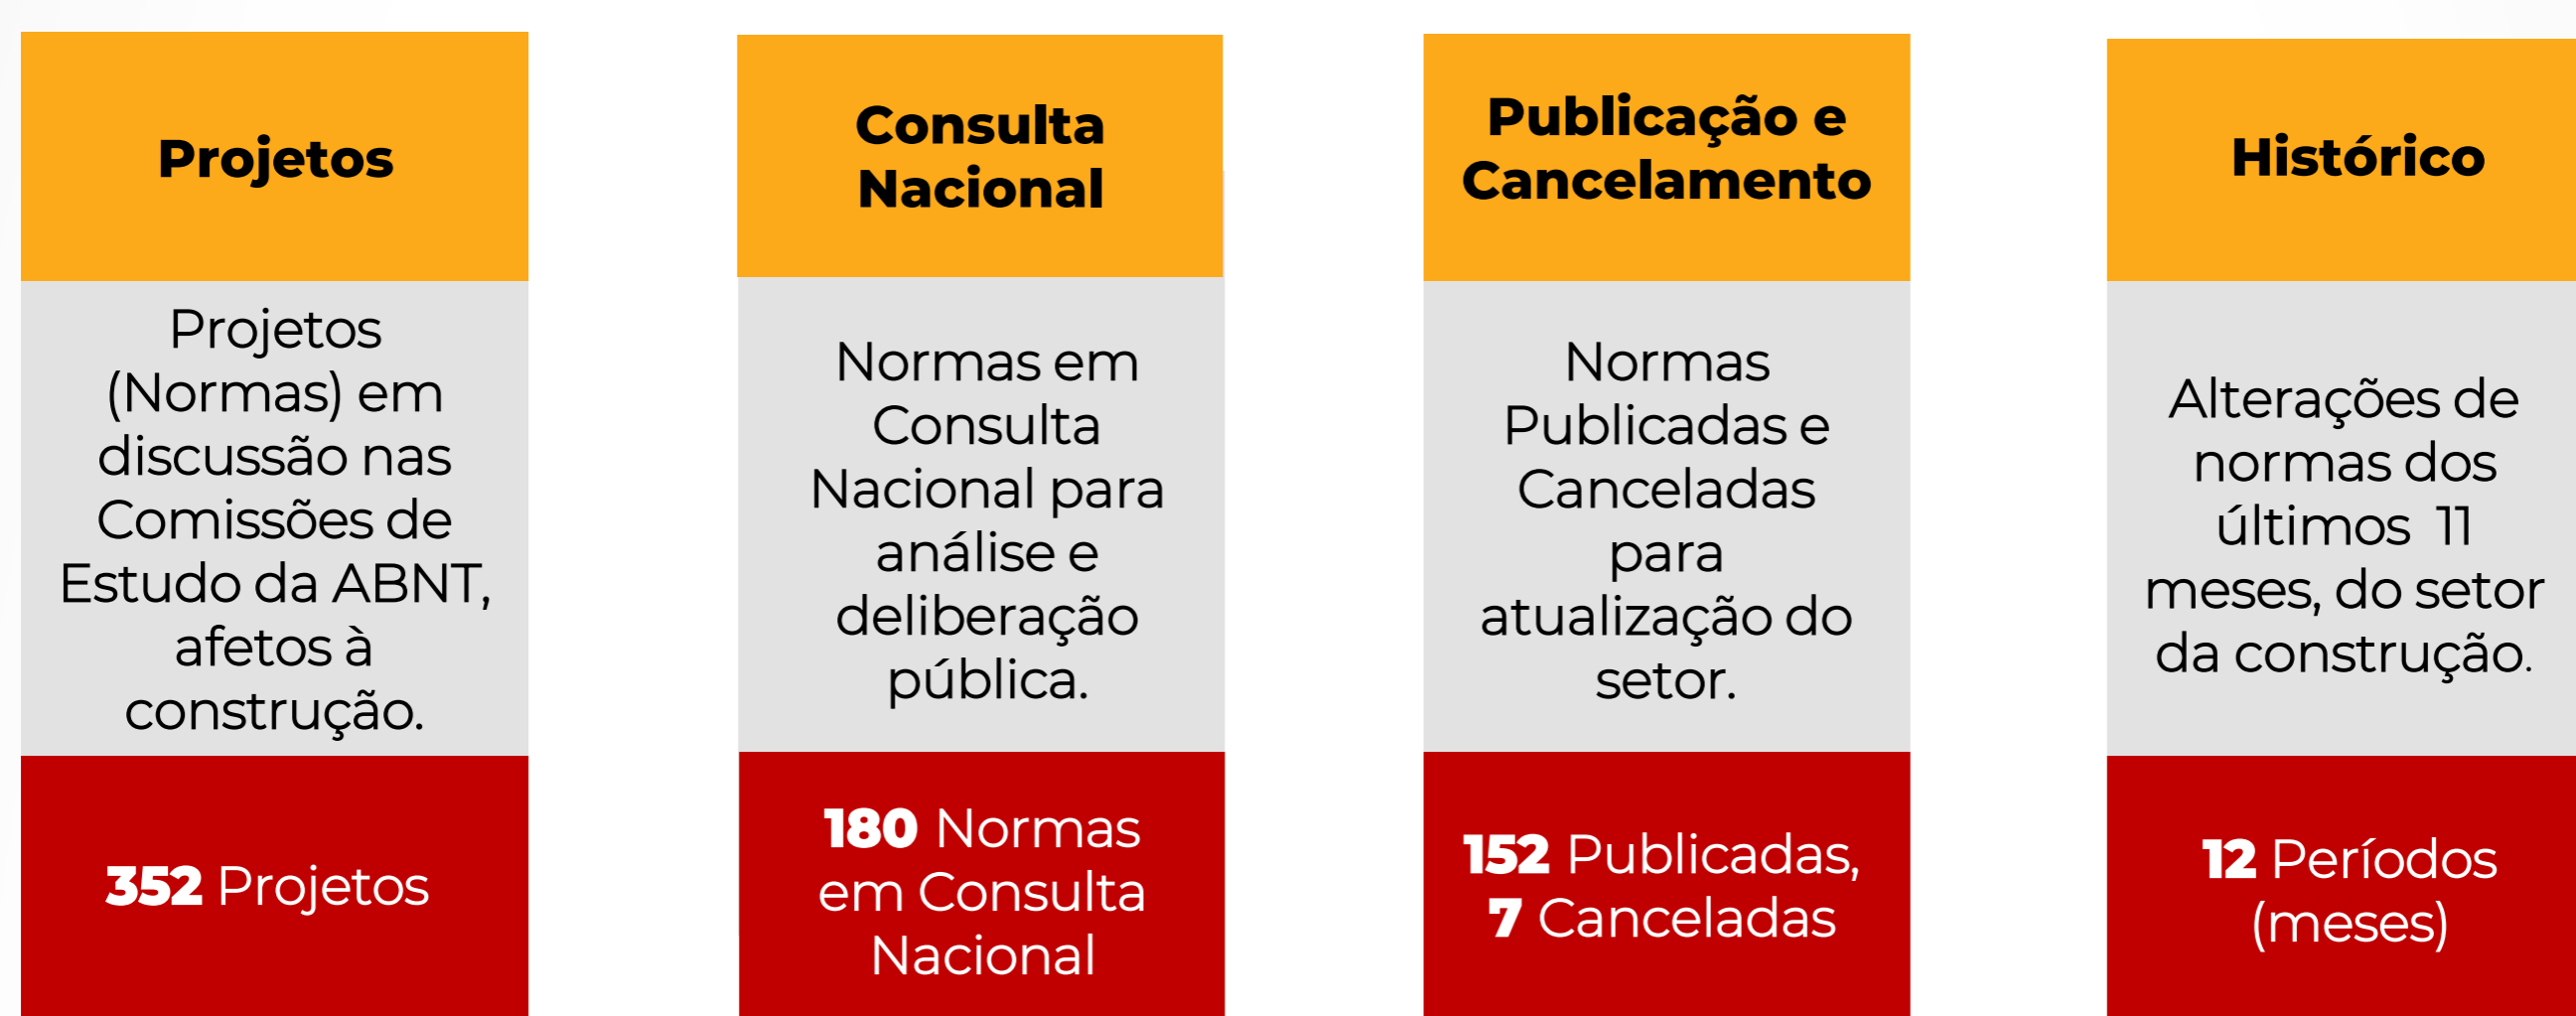 Projetos
Projetos
(Normas) em
discussão nas
Comissões de
Estudo da ABNT,
afetos à
construção.
352 Projetos
Consulta
Nacional
Normas em
Consulta
Nacional para
análise e
deliberação
pública.
180 Normas
em Consulta
Nacional
Publicação e
Cancelamento
Normas
Publicadas e
Canceladas
para
atualização do
setor.
152 Publicadas,
7 Canceladas
Histórico
Alterações de
normas dos
últimos 11
meses, do setor
da construção.
12 Períodos
(meses)